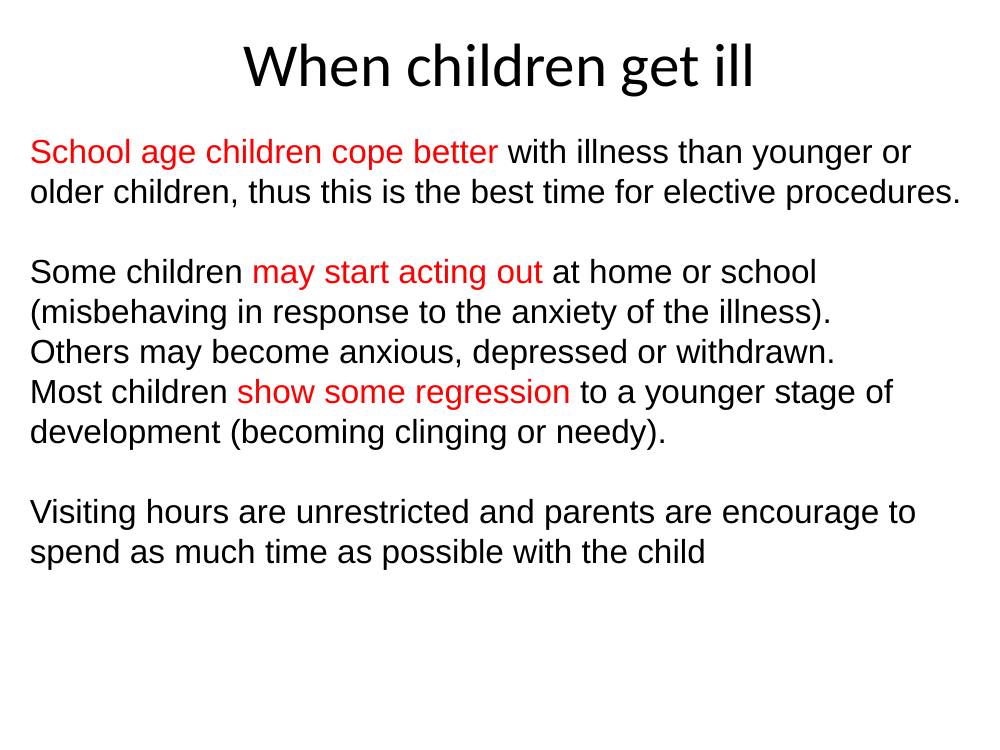 When children get ill
School age children cope better with illness than younger or
older children, thus this is the best time for elective procedures.
Some children may start acting out at home or school
(misbehaving in response to the anxiety of the illness).
Others may become anxious, depressed or withdrawn.
Most children show some regression to a younger stage of
development (becoming clinging or needy).
Visiting hours are unrestricted and parents are encourage to
spend as much time as possible with the child